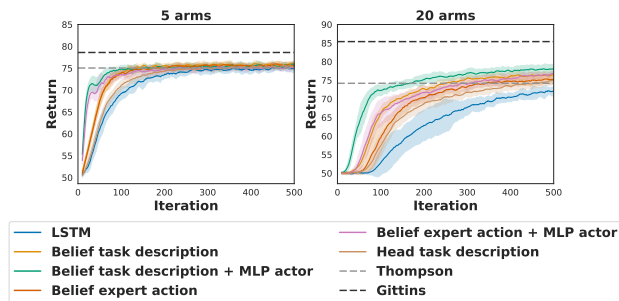 5 arms
85
80
75
70
65
60
55
50
Return
0 100 200 300 400 500
Iteration
20 arms
90
85
80
75
70
65
60
55
50
Return
0 100 200 300 400 500
Iteration
LSTM
Belief task description
Belief task description + MLP actor
Belief expert action
Belief expert action + MLP actor
Head task description
Thompson
Gittins